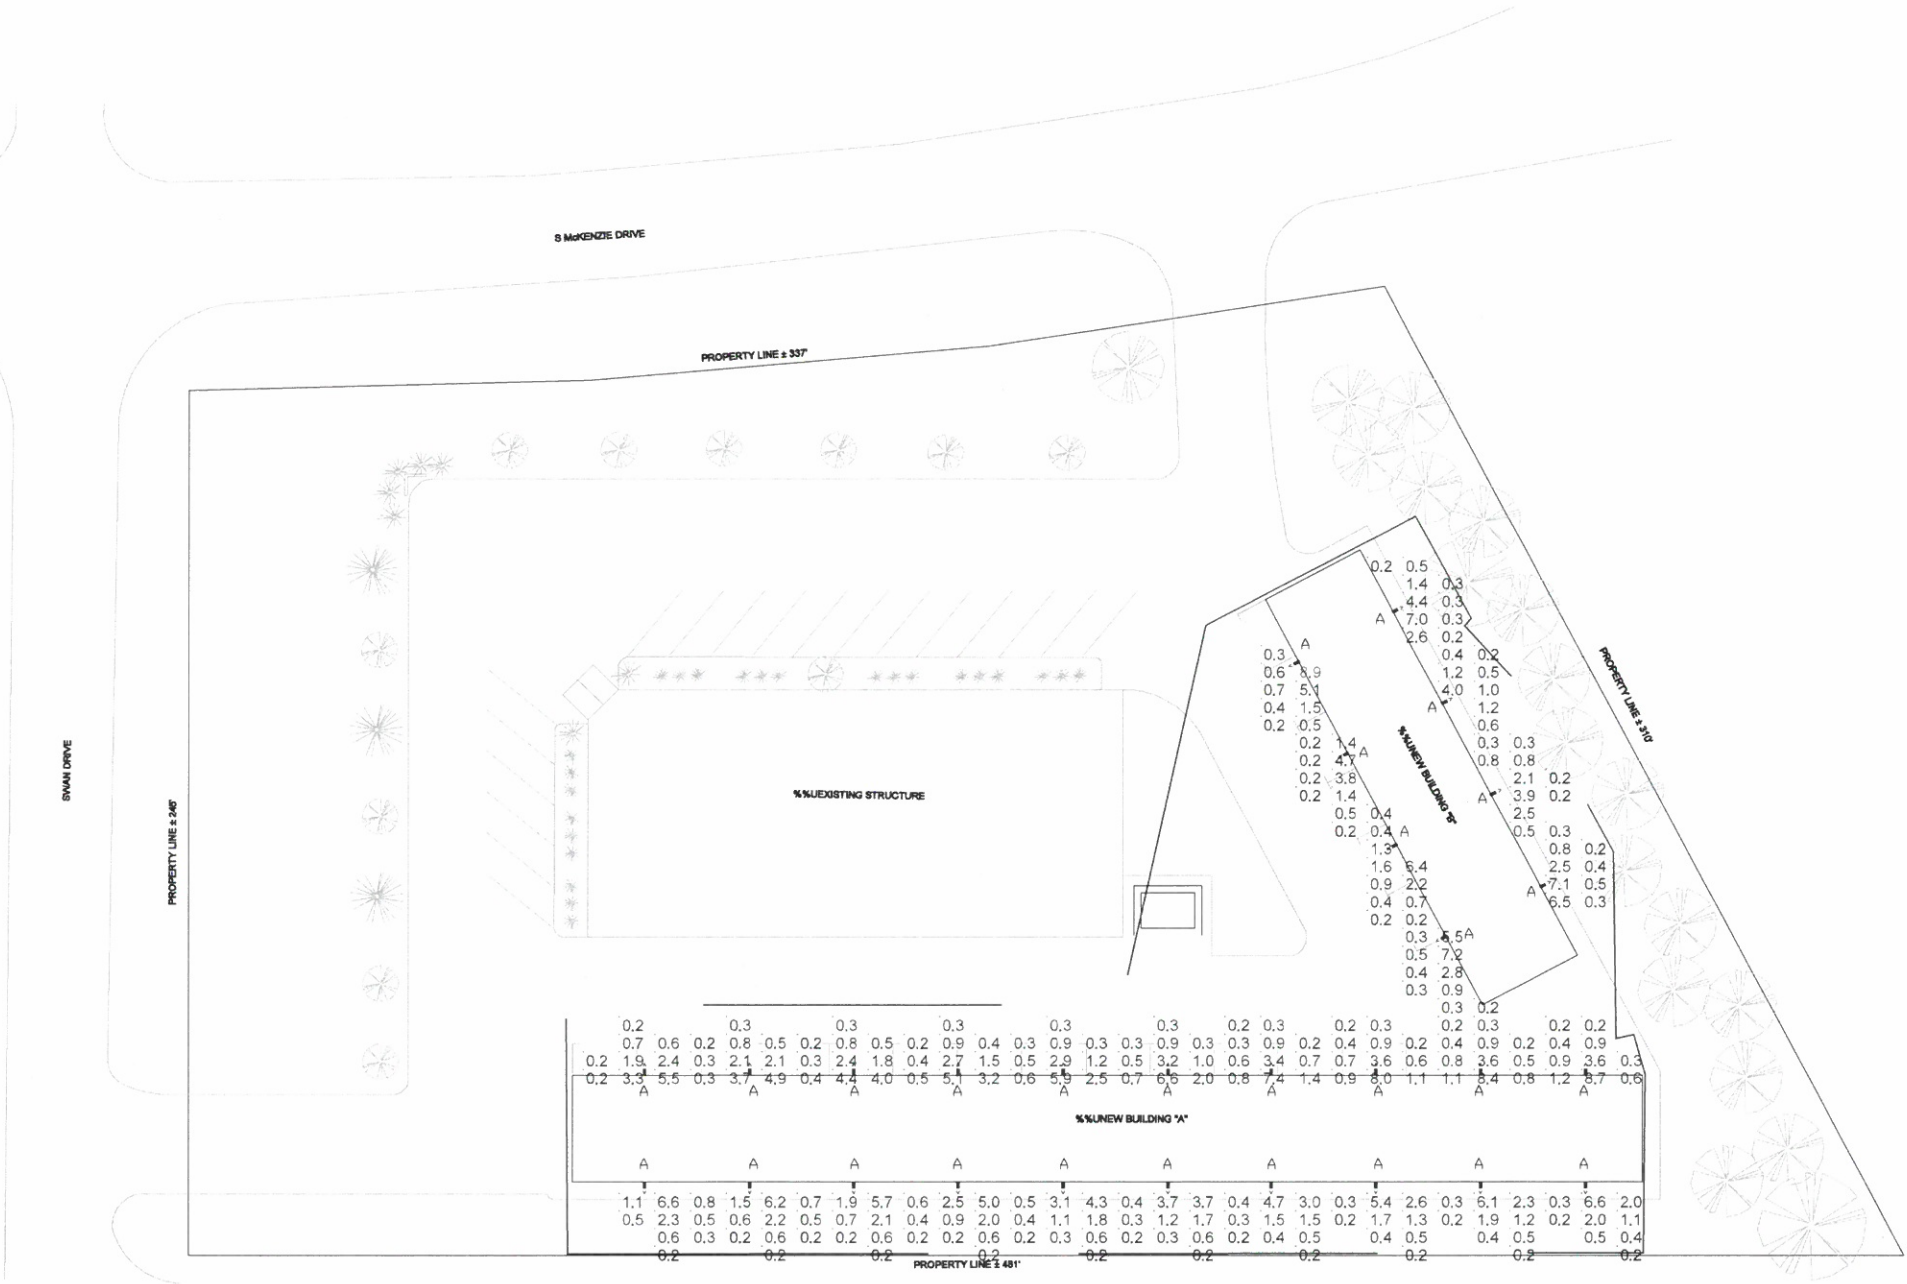 S McKENZIE DRIVE
PROPERTY LINE ± 337'
SWAN DRIVE
PROPERTY LINE ± 246'
PROPERTY LINE ± 310'
%%UEXISTING STRUCTURE
%%UNEW BUILDING "B"
0.2 0.5
1.4 0.3
4.4 0.3
A 7.0 0.3
2.6 0.2
0.4 0.2
1.2 0.5
4.0 1.0
A 1.2
0.6
0.3 0.3
0.8 0.8
2.1 0.2
A 3.9 0.2
2.5
0.5 0.3
0.8 0.2
2.5 0.4
A 7.1 0.5
6.5 0.3
A
0.3
0.6 8.9
0.7 5.1
0.4 1.5
0.2 0.5
0.2 1.4
0.2 4.7 A
0.2 3.8
0.2 1.4
0.5 0.4
0.2 0.4 A
1.3
1.6 6.4
0.9 2.2
0.4 0.7
0.2 0.2
0.3 5.5 A
0.5 7.2
0.4 2.8
0.3 0.9
0.3 0.2
0.2 0.3 0.3 0.3 0.3 0.3 0.2 0.3 0.2 0.3 0.2 0.3 0.2 0.2
0.7 0.6 0.2 0.8 0.5 0.2 0.8 0.5 0.2 0.9 0.4 0.3 0.9 0.3 0.3 0.9 0.3 0.3 0.9 0.2 0.4 0.9 0.2 0.4 0.9 0.2 0.4 0.9
0.2 1.9 2.4 0.3 2.1 2.1 0.3 2.4 1.8 0.4 2.7 1.5 0.5 2.9 1.2 0.5 3.2 1.0 0.6 3.4 0.7 0.7 3.6 0.6 0.8 3.6 0.5 0.9 3.6 0.3
0.2 3.3 5.5 0.3 3.7 4.9 0.4 4.4 4.0 0.5 5.1 3.2 0.6 5.9 2.5 0.7 6.6 2.0 0.8 7.4 1.4 0.9 8.0 1.1 1.1 8.4 0.8 1.2 8.7 0.6
A A A A A A A A A A
%%UNEW BUILDING "A"
A A A A A A A A A A
1.1 6.6 0.8 1.5 6.2 0.7 1.9 5.7 0.6 2.5 5.0 0.5 3.1 4.3 0.4 3.7 3.7 0.4 4.7 3.0 0.3 5.4 2.6 0.3 6.1 2.3 0.3 6.6 2.0
0.5 2.3 0.5 0.6 2.2 0.5 0.7 2.1 0.4 0.9 2.0 0.4 1.1 1.8 0.3 1.2 1.7 0.3 1.5 1.5 0.2 1.7 1.3 0.2 1.9 1.2 0.2 2.0 1.1
0.6 0.3 0.2 0.6 0.2 0.2 0.6 0.2 0.2 0.6 0.2 0.3 0.6 0.2 0.3 0.6 0.2 0.4 0.5 0.4 0.5 0.4 0.5 0.5 0.4
0.2 0.2 0.2 0.2 0.2 0.2 0.2 0.2 0.2 0.2
PROPERTY LINE ± 481'